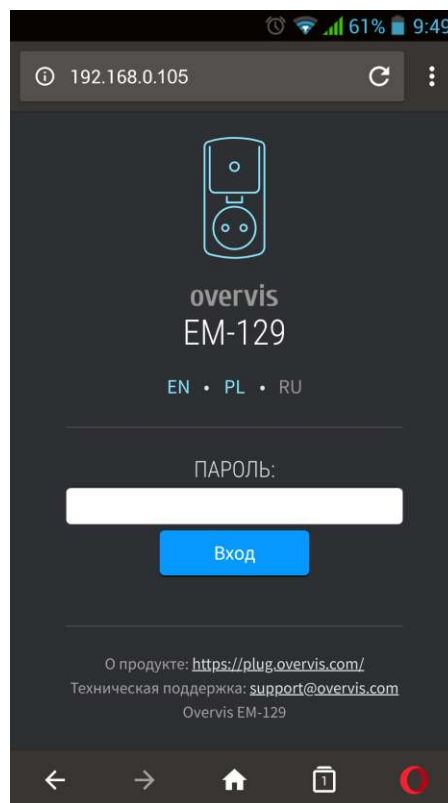 61% 9:49
192.168.0.105
overvis
EM-129
EN • PL • RU
ПАРОЛЬ:
Вход
О продукте: https://plug.overvis.com/
Техническая поддержка: support@overvis.com
Overvis EM-129
1